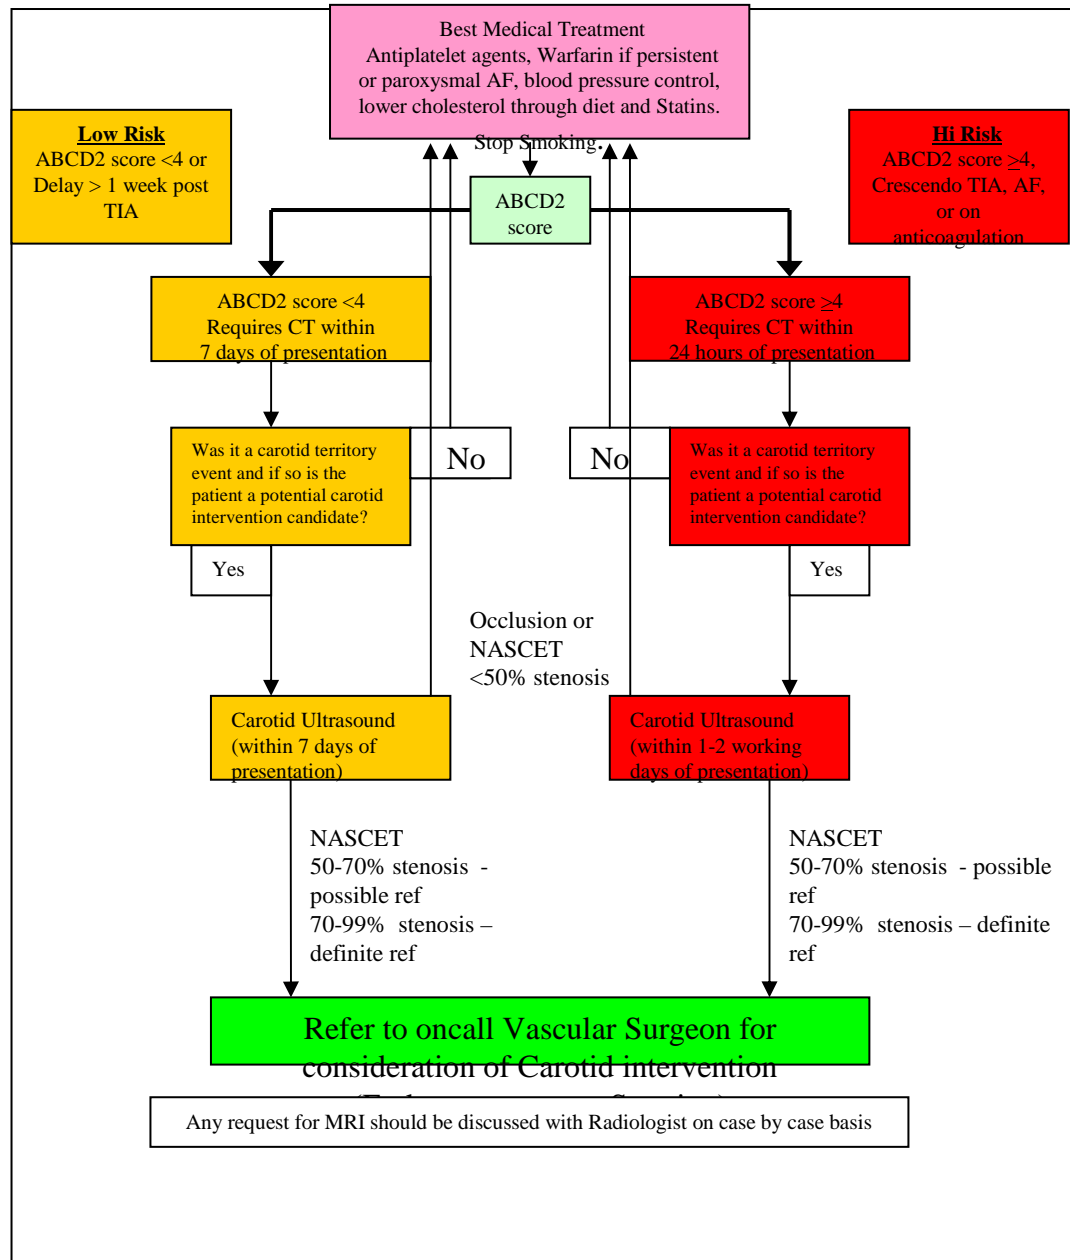 Best Medical Treatment
Antiplatelet agents, Warfarin if persistent
or paroxysmal AF, blood pressure control,
lower cholesterol through diet and Statins.
Stop Smoking.
Low Risk
ABCD2 score <4 or
Delay > 1 week post
TIA
Hi Risk
ABCD2 score ≥4,
Crescendo TIA, AF,
or on
anticoagulation
ABCD2
score
ABCD2 score <4
Requires CT within
7 days of presentation
ABCD2 score ≥4
Requires CT within
24 hours of presentation
Was it a carotid territory
event and if so is the
patient a potential carotid
intervention candidate?
No
No
Was it a carotid territory
event and if so is the
patient a potential carotid
intervention candidate?
Yes
Yes
Occlusion or
NASCET
<50% stenosis
Carotid Ultrasound
(within 7 days of
presentation)
Carotid Ultrasound
(within 1-2 working
days of presentation)
NASCET
50-70% stenosis -
possible ref
70-99% stenosis –
definite ref
NASCET
50-70% stenosis - possible
ref
70-99% stenosis – definite
ref
Refer to oncall Vascular Surgeon for
consideration of Carotid intervention
Any request for MRI should be discussed with Radiologist on case by case basis